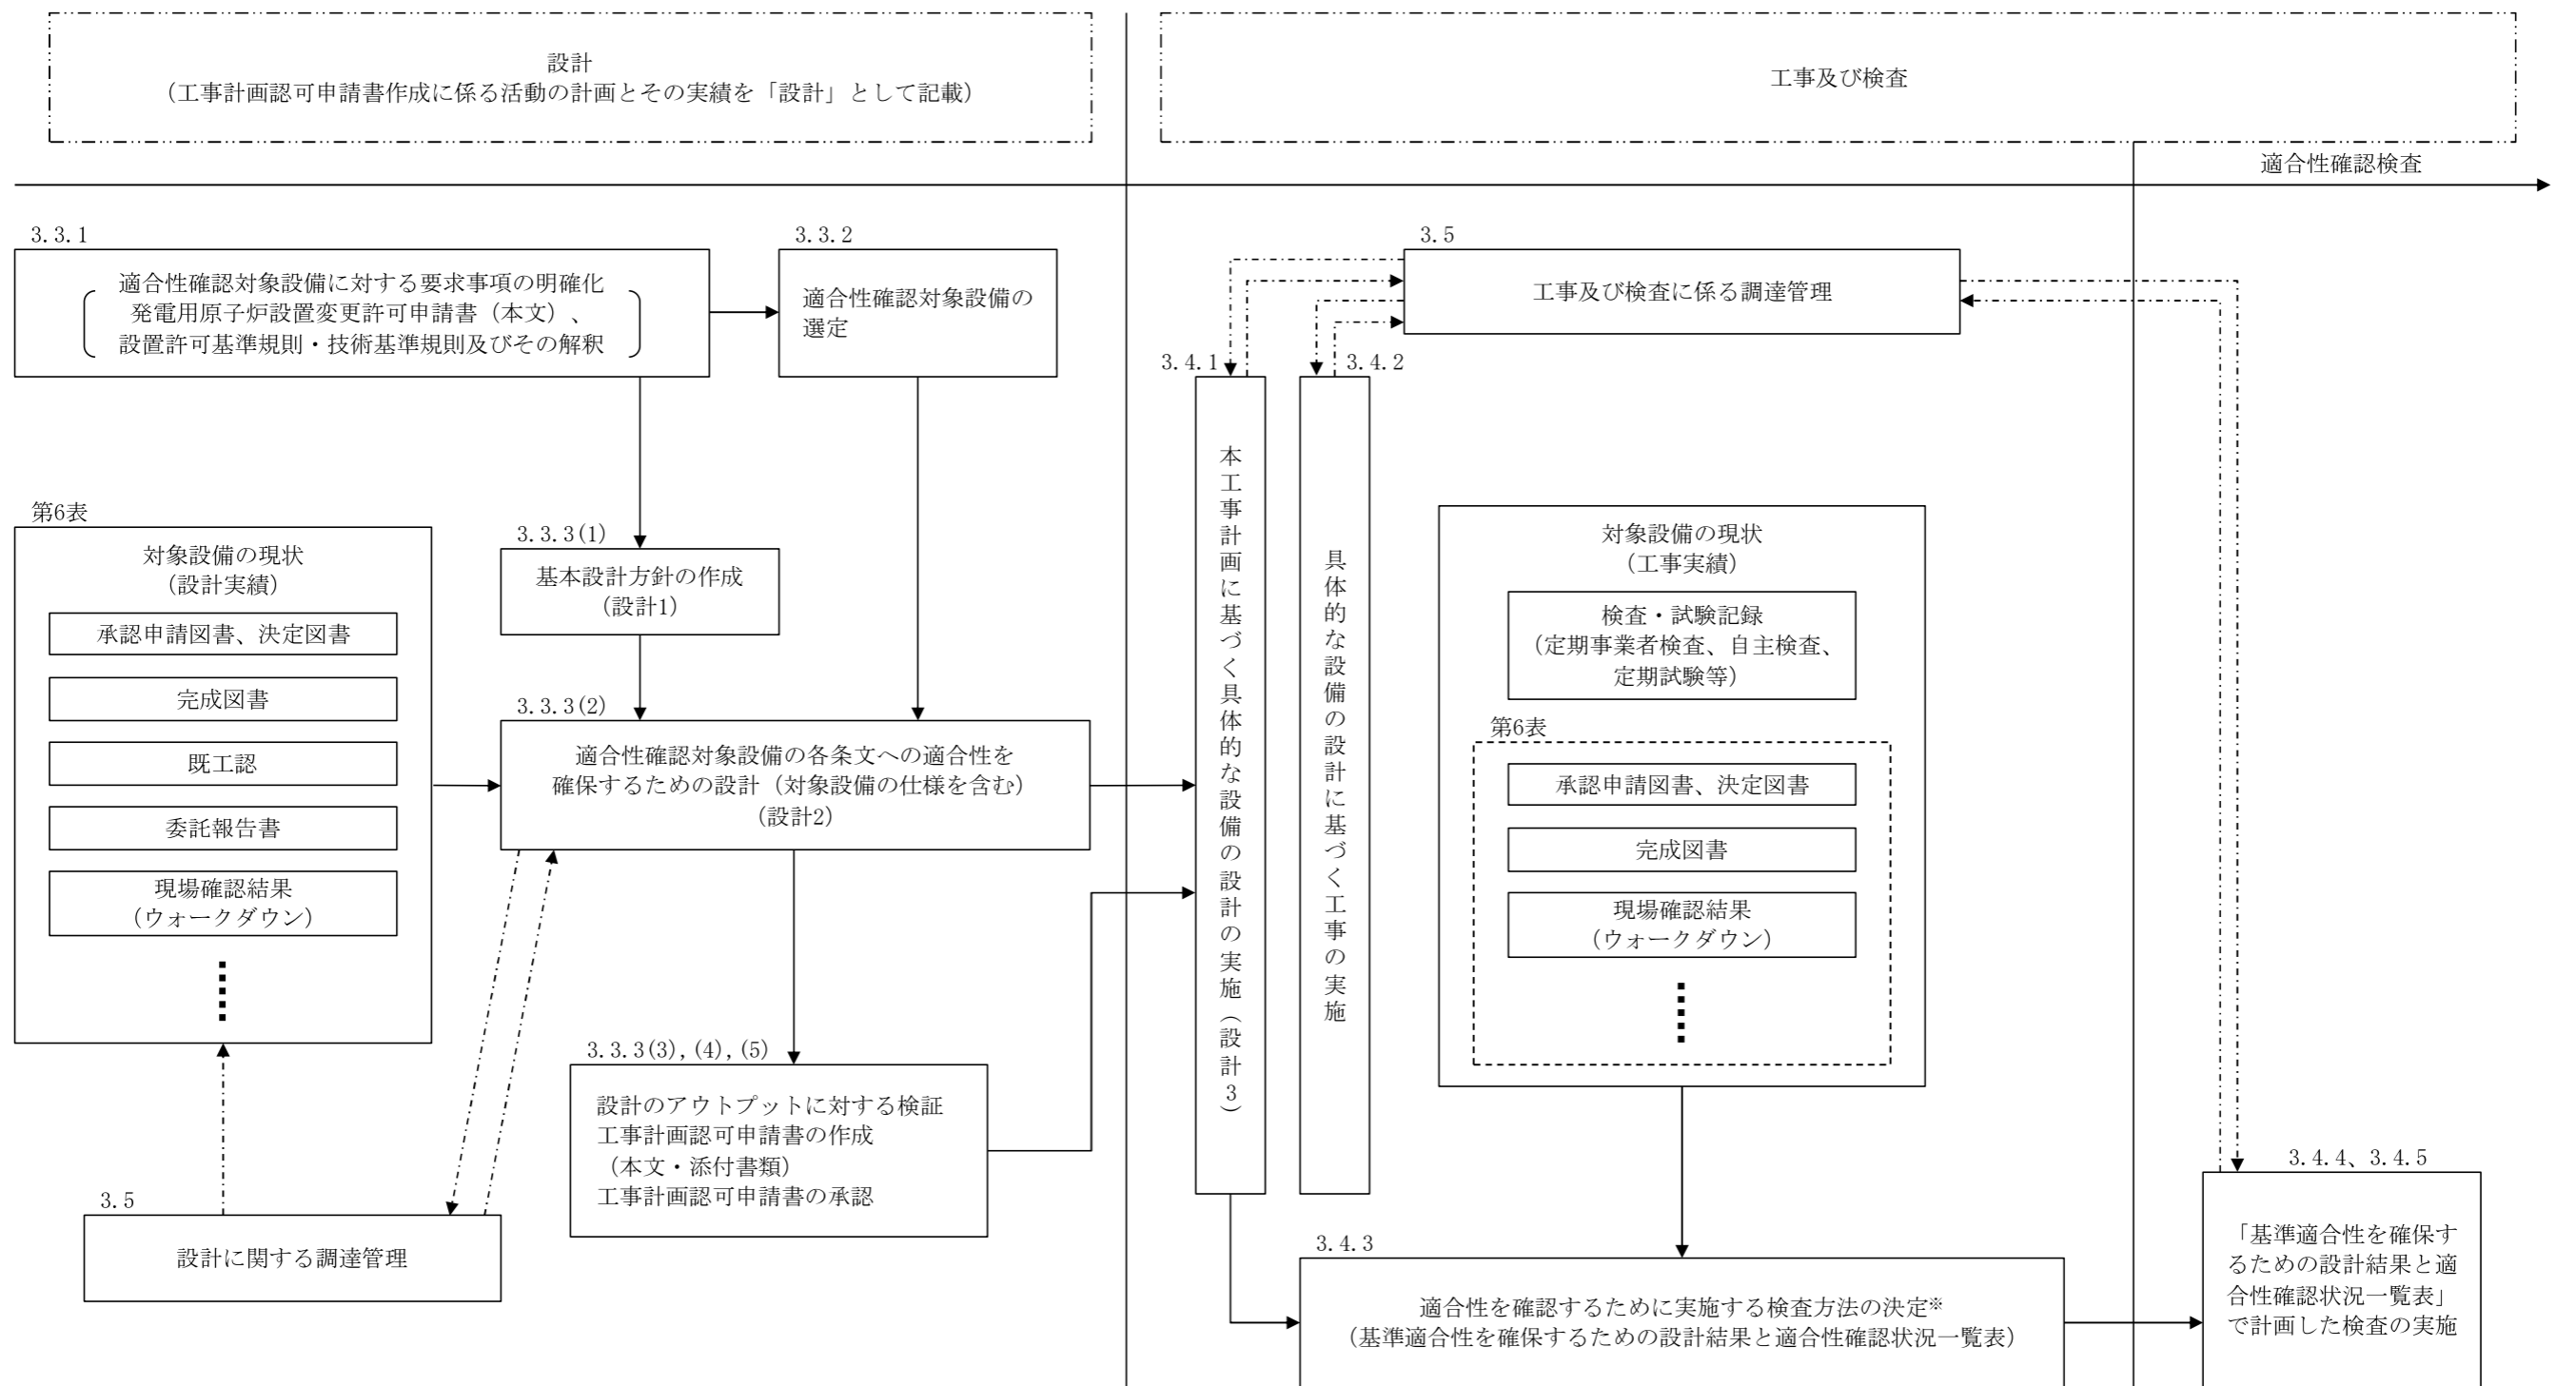 設計
（工事計画認可申請書作成に係る活動の計画とその実績を「設計」として記載）
工事及び検査
適合性確認検査
3.3.1
適合性確認対象設備に対する要求事項の明確化
発電用原子炉設置変更許可申請書（本文）、
設置許可基準規則・技術基準規則及びその解釈
3.3.2
適合性確認対象設備の
選定
第6表
対象設備の現状
（設計実績）
承認申請図書、決定図書
完成図書
既工認
委託報告書
現場確認結果
（ウォークダウン）
3.3.3(1)
基本設計方針の作成
（設計1）
3.3.3(2)
適合性確認対象設備の各条文への適合性を
確保するための設計（対象設備の仕様を含む）
（設計2）
3.3.3(3),(4),(5)
設計のアウトプットに対する検証
工事計画認可申請書の作成
（本文・添付書類）
工事計画認可申請書の承認
3.5
設計に関する調達管理
3.5
工事及び検査に係る調達管理
3.4.1
本工事計画に基づく具体的な設備の設計の実施（設計3）
3.4.2
具体的な設備の設計に基づく工事の実施
対象設備の現状
（工事実績）
検査・試験記録
（定期事業者検査、自主検査、
定期試験等）
第6表
承認申請図書、決定図書
完成図書
現場確認結果
（ウォークダウン）
3.4.3
適合性を確認するために実施する検査方法の決定※
（基準適合性を確保するための設計結果と適合性確認状況一覧表）
3.4.4、3.4.5
「基準適合性を確保す
るための設計結果と適
合性確認状況一覧表」
で計画した検査の実施